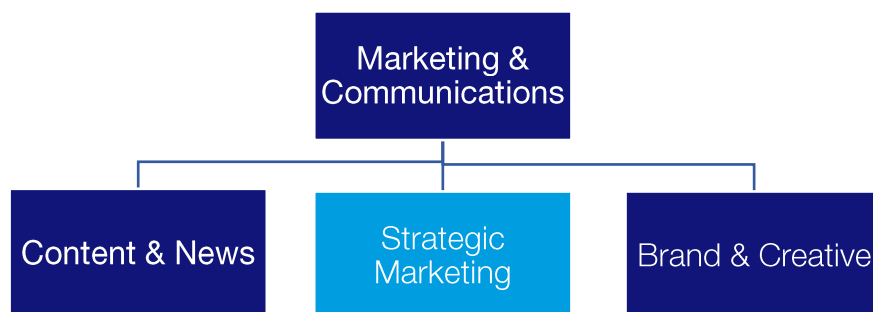 Marketing &
Communications
Content & News
Strategic
Marketing
Brand & Creative